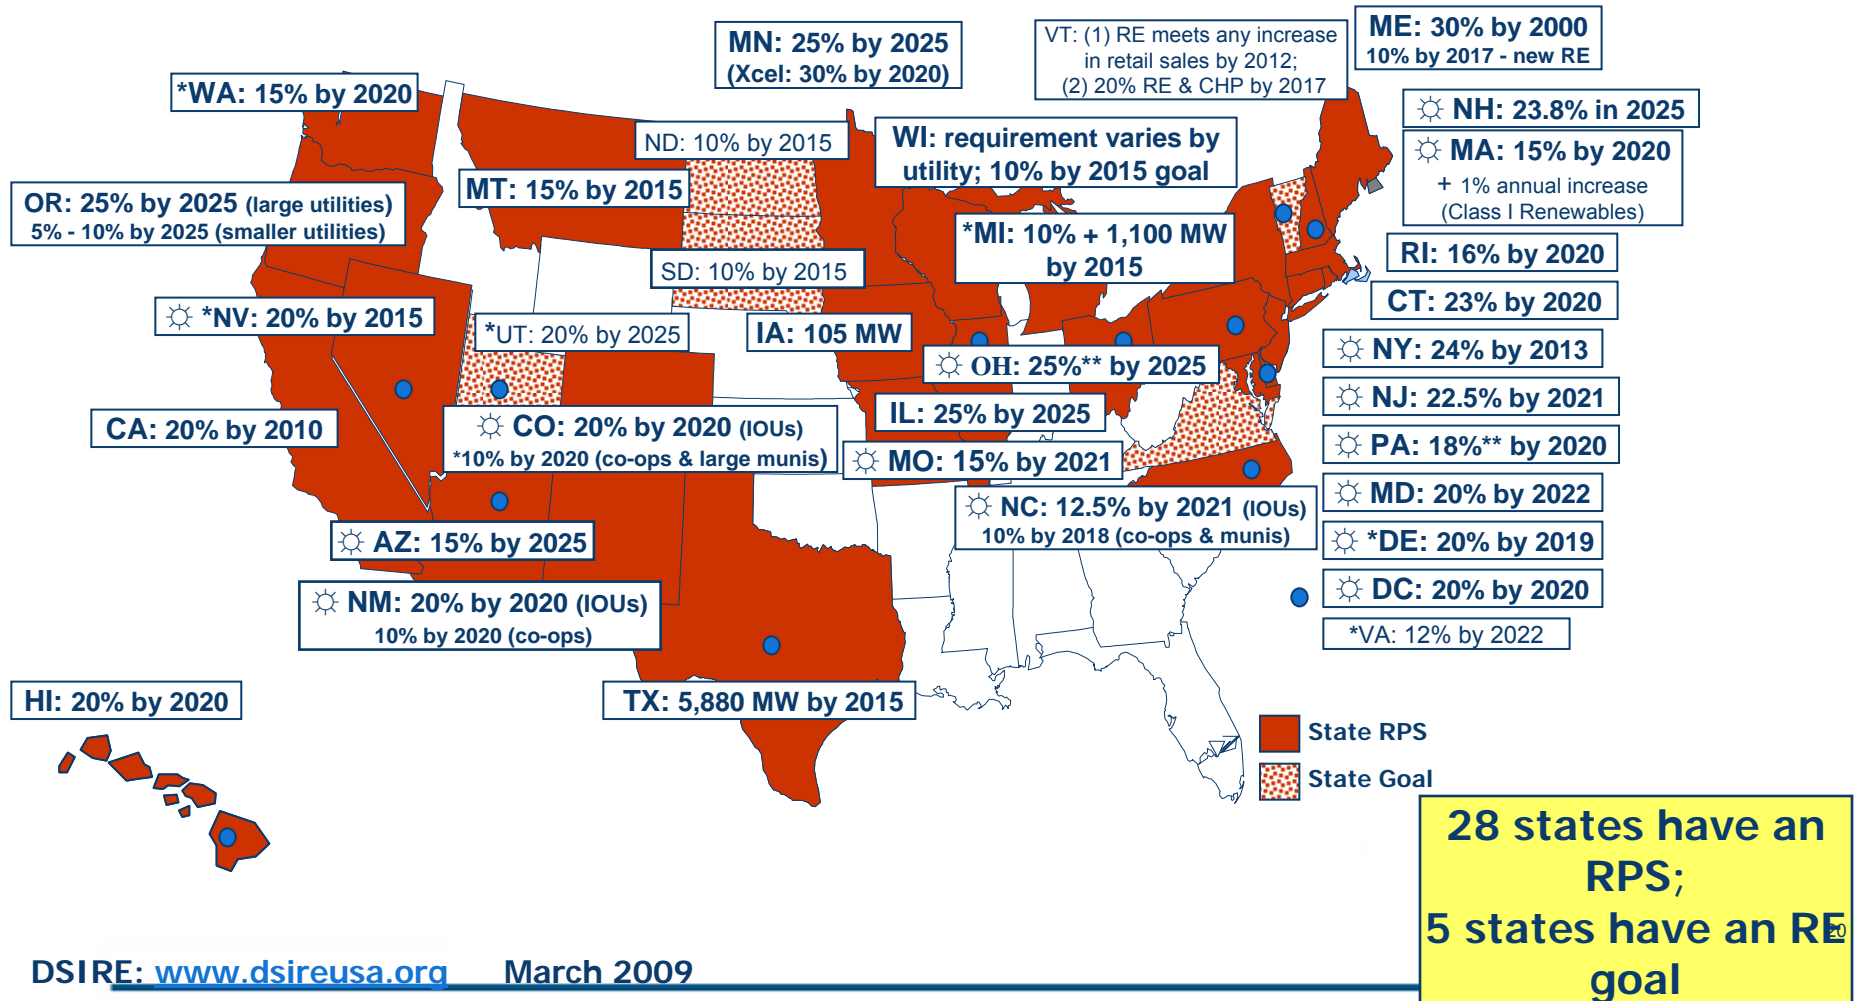 MN: 25% by 2025
(Xcel: 30% by 2020)
VT: (1) RE meets any increase
in retail sales by 2012;
(2) 20% RE & CHP by 2017
ME: 30% by 2000
10% by 2017 - new RE
*WA: 15% by 2020
☼ NH: 23.8% in 2025
ND: 10% by 2015
WI: requirement varies by
utility; 10% by 2015 goal
☼ MA: 15% by 2020
+ 1% annual increase
(Class I Renewables)
MT: 15% by 2015
OR: 25% by 2025 (large utilities)
5% - 10% by 2025 (smaller utilities)
*MI: 10% + 1,100 MW
by 2015
RI: 16% by 2020
SD: 10% by 2015
CT: 23% by 2020
☼ *NV: 20% by 2015
*UT: 20% by 2025
IA: 105 MW
☼ OH: 25%** by 2025
☼ NY: 24% by 2013
☼ NJ: 22.5% by 2021
CA: 20% by 2010
☼ CO: 20% by 2020 (IOUs)
*10% by 2020 (co-ops & large munis)
IL: 25% by 2025
☼ MO: 15% by 2021
☼ PA: 18%** by 2020
☼ MD: 20% by 2022
☼ NC: 12.5% by 2021 (IOUs)
10% by 2018 (co-ops & munis)
☼ AZ: 15% by 2025
☼ *DE: 20% by 2019
☼ NM: 20% by 2020 (IOUs)
10% by 2020 (co-ops)
☼ DC: 20% by 2020
*VA: 12% by 2022
HI: 20% by 2020
TX: 5,880 MW by 2015
State RPS
State Goal
28 states have an
RPS;
5 states have an RE
goal
20
DSIRE: www.dsireusa.org March 2009